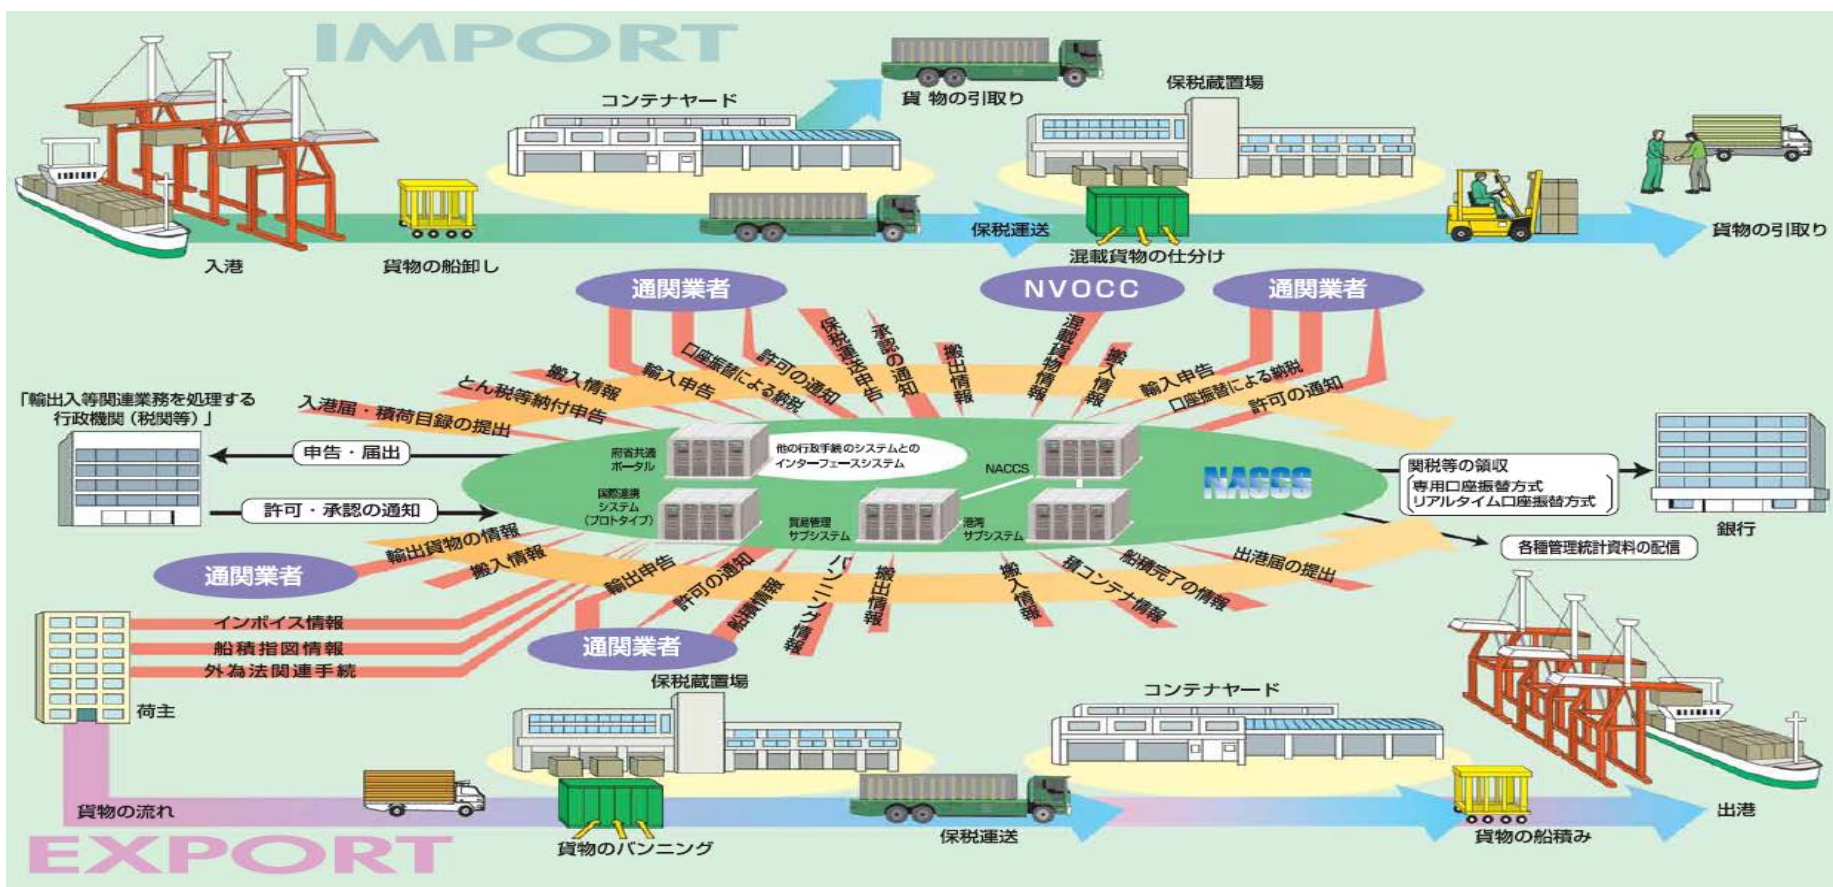 IMPORT
コンテナヤード
貨物の引取り
保税蔵置場
入港
貨物の船卸し
保税運送
混載貨物の仕分け
貨物の引取り
通関業者
NVOCC
通関業者
入港届・積荷目録の提出
とん税等納付申告
搬入情報
輸入申告
口座振替による納税
許可の通知
保税運送申告
承認の通知
搬出情報
混載貨物情報
搬入情報
輸入申告
口座振替による納税
許可の通知
「輸出入等関連業務を処理する
行政機関（税関等）」
申告・届出
許可・承認の通知
府省共通
ポータル
他の行政手続のシステムとの
インターフェースシステム
NACCS
NACCS
国際連携
システム
（プロトタイプ）
貿易管理
サブシステム
港湾
サブシステム
関税等の領収
専用口座振替方式
リアルタイム口座振替方式
銀行
各種管理統計資料の配信
輸出貨物の情報
搬入情報
輸出申告
許可の通知
船積情報
バンニング情報
搬出情報
搬入情報
積コンテナ情報
船積完了の情報
出港届の提出
通関業者
通関業者
インボイス情報
船積指図情報
外為法関連手続
荷主
保税蔵置場
コンテナヤード
貨物の流れ
貨物のバンニング
保税運送
貨物の船積み
出港
EXPORT